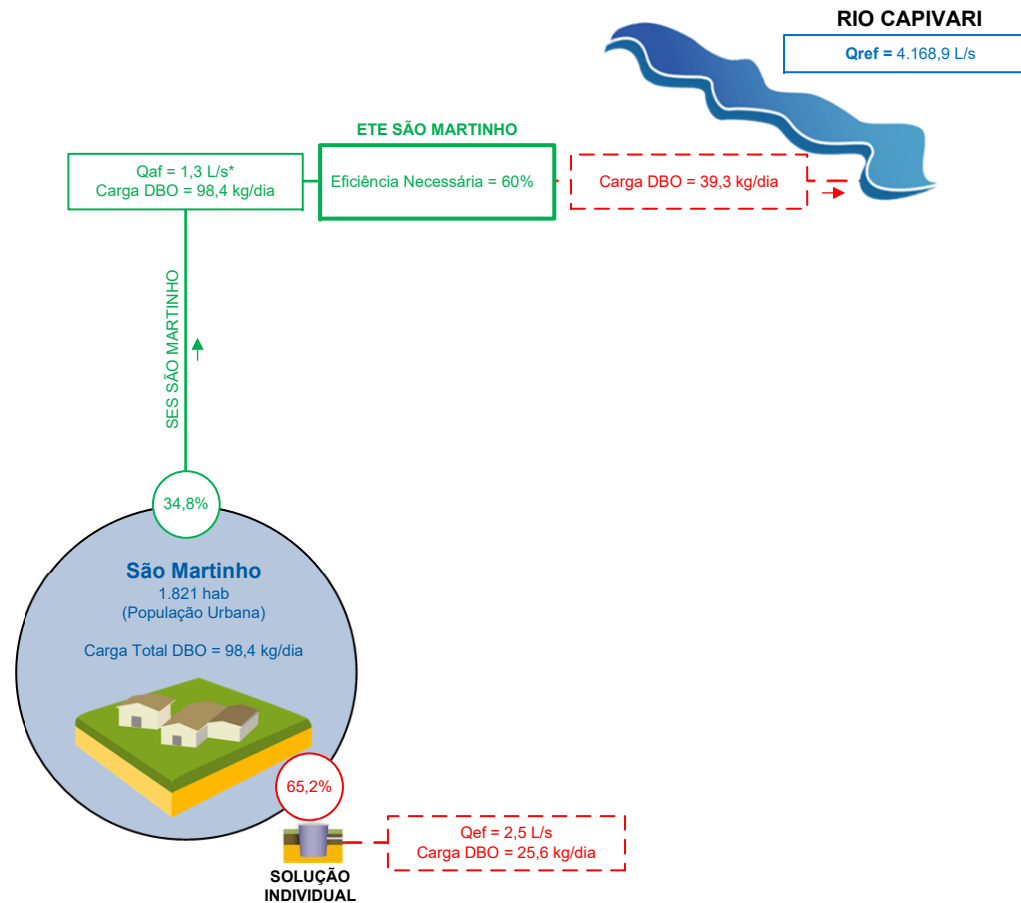 RIO CAPIVARI
Qref = 4.168,9 L/s
ETE SÃO MARTINHO
Qaf = 1,3 L/s*
Carga DBO = 98,4 kg/dia
Eficiência Necessária = 60%
Carga DBO = 39,3 kg/dia
SES SÃO MARTINHO
34,8%
São Martinho
1.821 hab
(População Urbana)
Carga Total DBO = 98,4 kg/dia
65,2%
Qef = 2,5 L/s
Carga DBO = 25,6 kg/dia
SOLUÇÃO
INDIVIDUAL